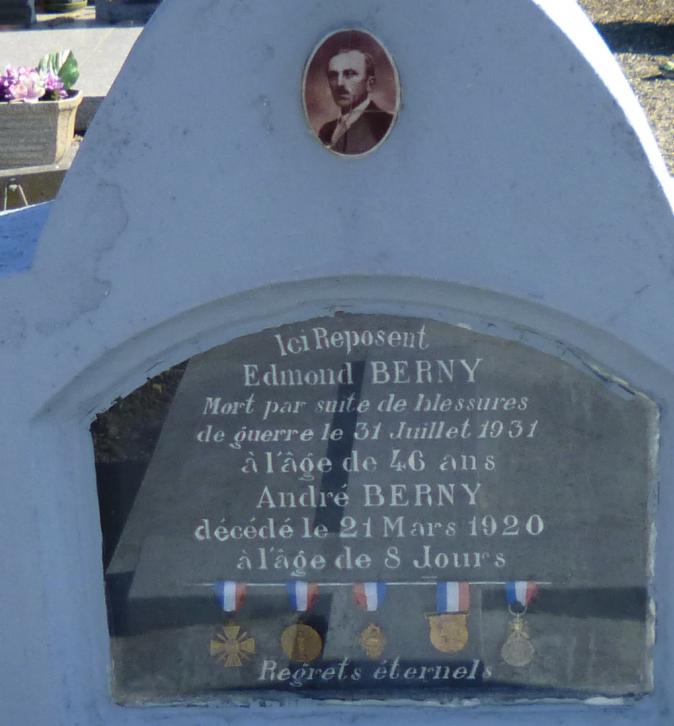 Ici Reposent
Edmond BERNY
Mort par suite de blessures
de guerre le 31 Juillet 1931
à l'âge de 46 ans
André BERNY
décédé le 21 Mars 1920
à l'âge de 8 Jours
Regrets éternels